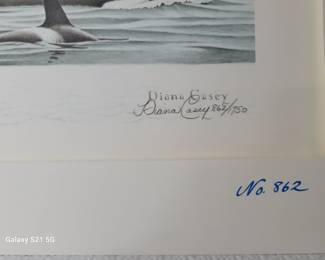 Diana Casey
Diana Casey 862/950
No. 862
Galaxy S21 5G